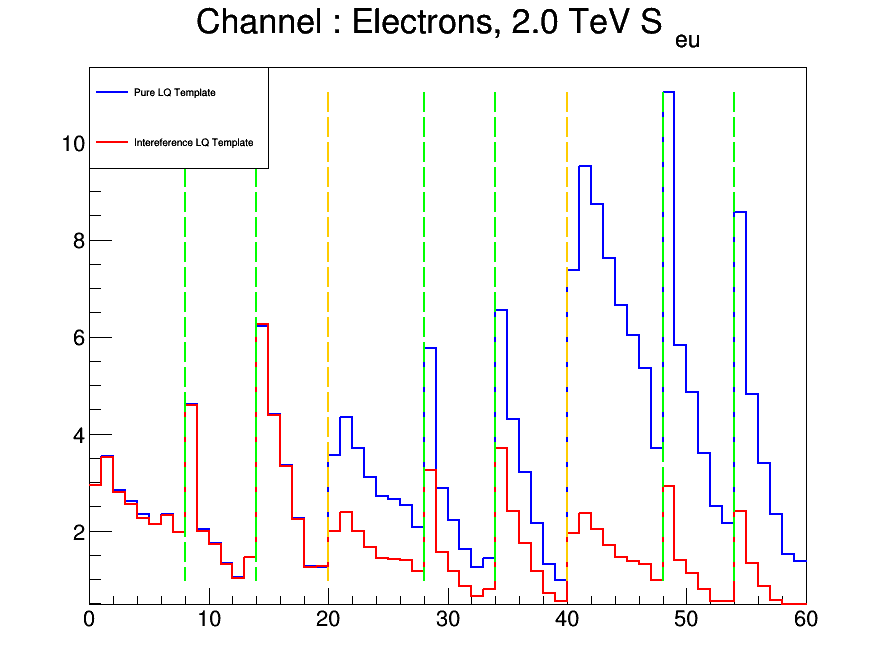 Channel : Electrons, 2.0 TeV S eu
Pure LQ Template
Intereference LQ Template
10
8
6
4
2
0 10 20 30 40 50 60